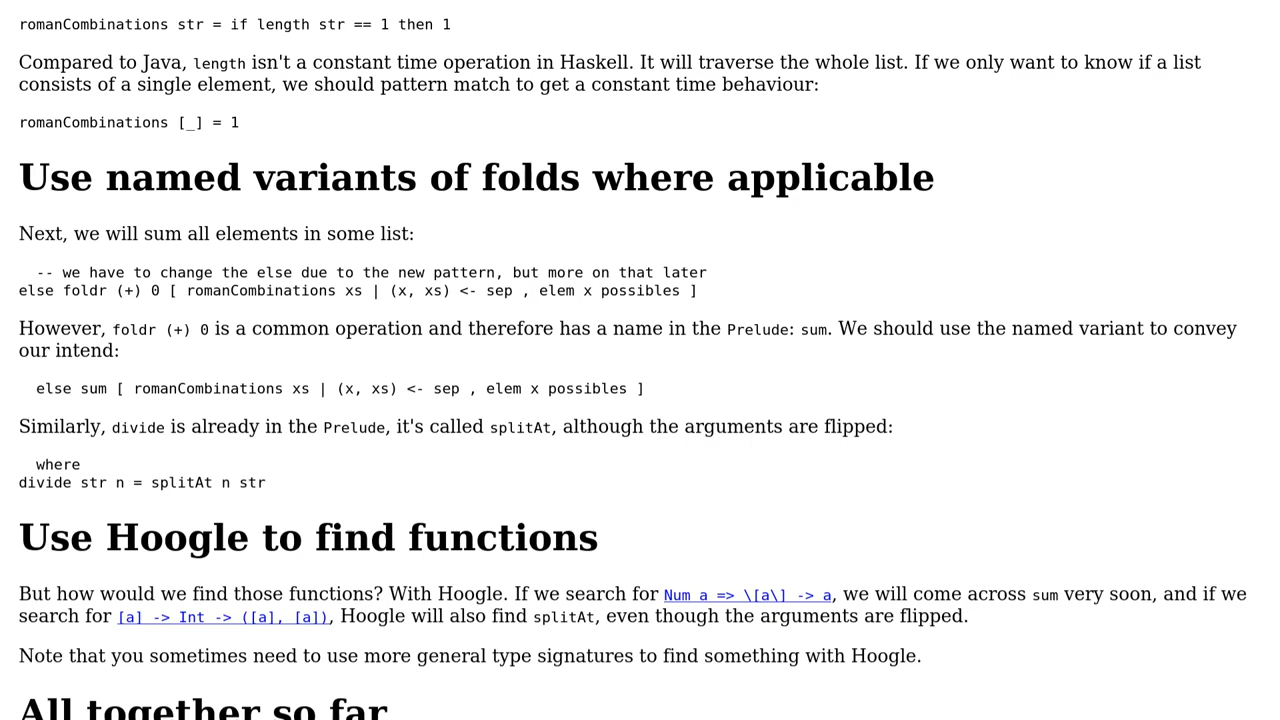 romanCombinations str = if length str == 1 then 1
Compared to Java, length isn't a constant time operation in Haskell. It will traverse the whole list. If we only want to know if a list
consists of a single element, we should pattern match to get a constant time behaviour:
romanCombinations [_] = 1
Use named variants of folds where applicable
Next, we will sum all elements in some list:
-- we have to change the else due to the new pattern, but more on that later
else foldr (+) 0 [ romanCombinations xs | (x, xs) <- sep , elem x possibles ]
However, foldr (+) 0 is a common operation and therefore has a name in the Prelude: sum. We should use the named variant to convey
our intend:
else sum [ romanCombinations xs | (x, xs) <- sep , elem x possibles ]
Similarly, divide is already in the Prelude, it's called splitAt, although the arguments are flipped:
where
divide str n = splitAt n str
Use Hoogle to find functions
But how would we find those functions? With Hoogle. If we search for Num a => \[a\] -> a, we will come across sum very soon, and if we
search for [a] -> Int -> ([a], [a]), Hoogle will also find splitAt, even though the arguments are flipped.
Note that you sometimes need to use more general type signatures to find something with Hoogle.
All together so far